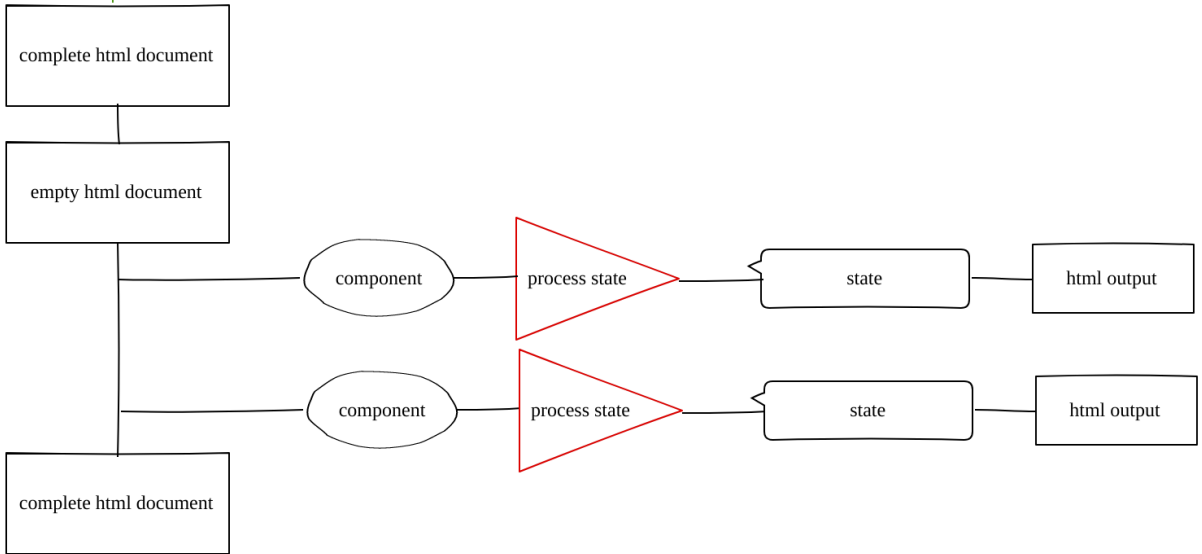 complete html document
empty html document
component
process state
state
html output
component
process state
state
html output
complete html document